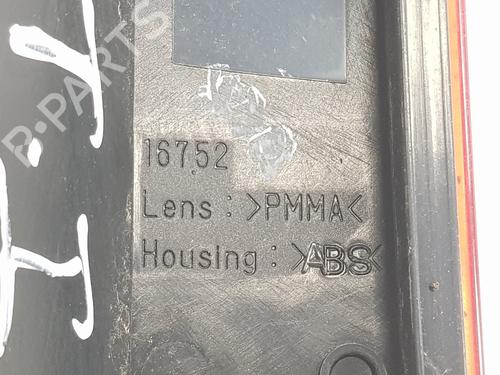 B-PARTS
16752
Lens : >PMMA<
Housing : >ABS<